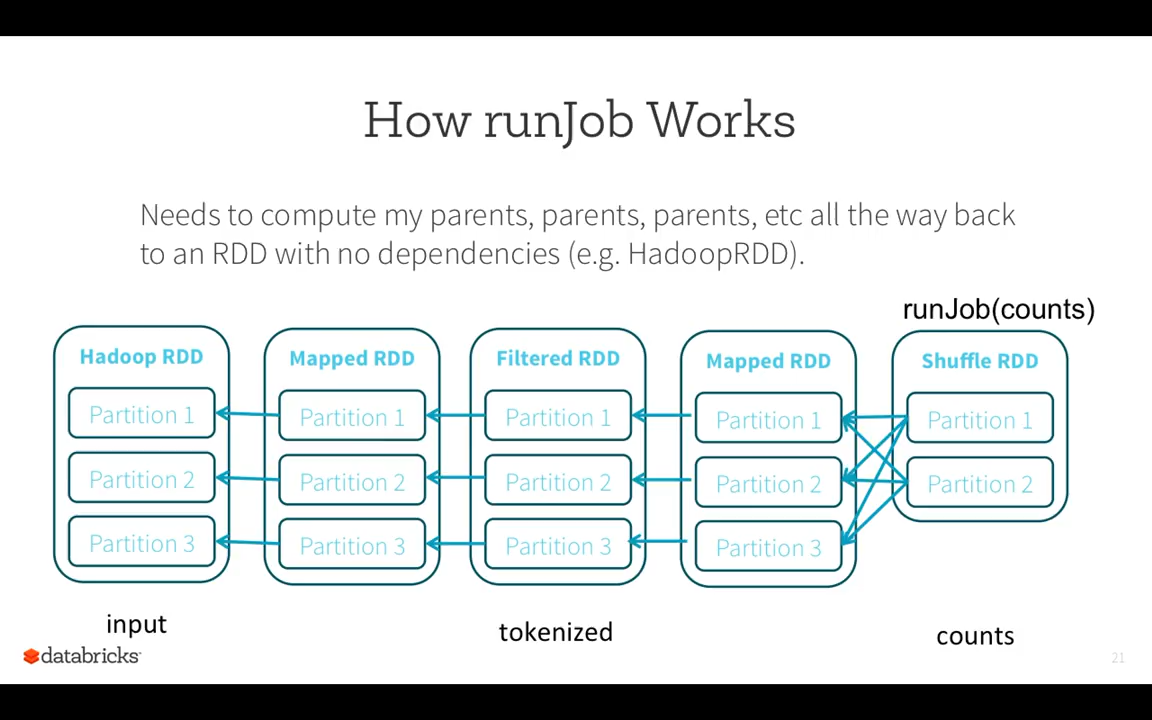 How runJob Works
Needs to compute my parents, parents, parents, etc all the way back
to an RDD with no dependencies (e.g. HadoopRDD).
runJob(counts)
Hadoop RDD
Partition 1
Partition 2
Partition 3
Mapped RDD
Partition 1
Partition 2
Partition 3
Filtered RDD
Partition 1
Partition 2
Partition 3
Mapped RDD
Partition 1
Partition 2
Partition 3
Shuffle RDD
Partition 1
Partition 2
input
tokenized
counts
databricks
21